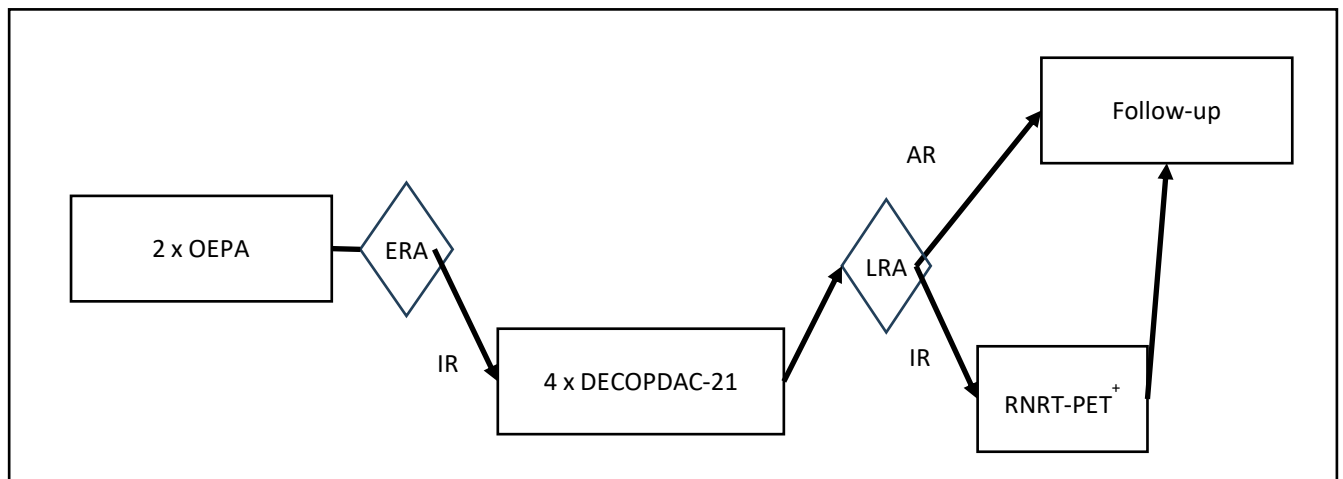 Follow-up
AR
2 x OEPA
ERA
LRA
IR
IR
4 x DECOPDAC-21
RNRT-PET+